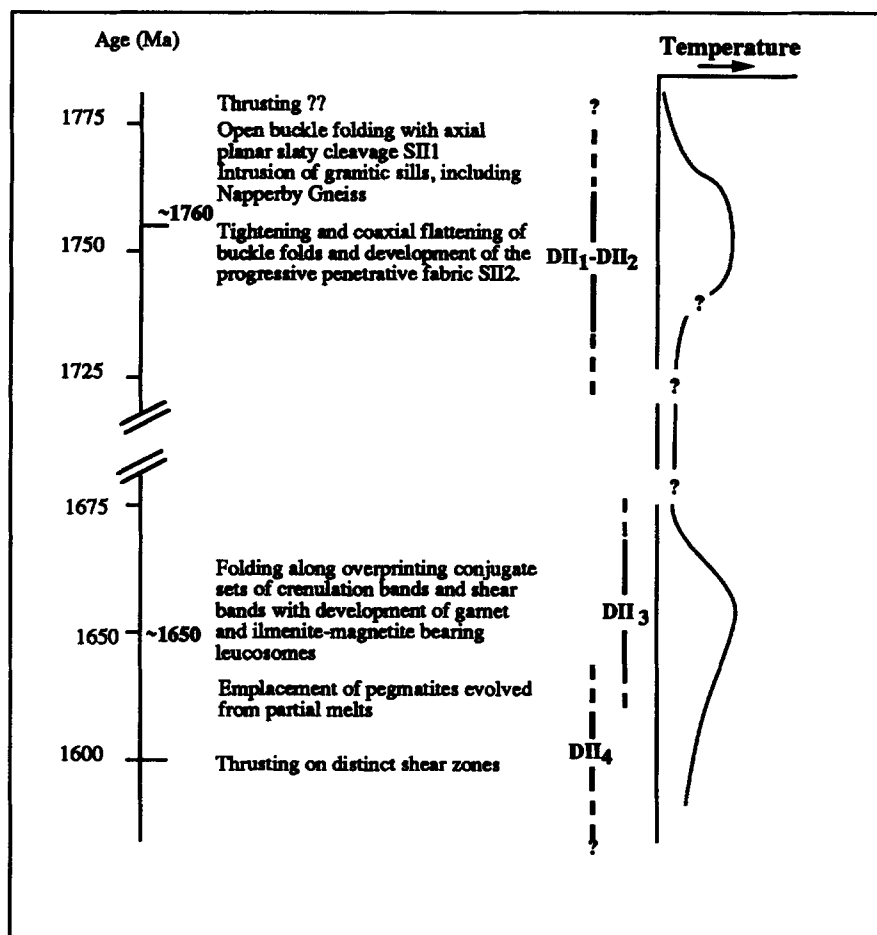 Age (Ma)
Temperature
1775
Thrusting ??
?
Open buckle folding with axial
planar slaty cleavage SII1
Intrusion of granitic sills, including
Napperby Gneiss
~1760
Tightening and coaxial flattening of
1750
buckle folds and development of the
DII1-DII2
progressive penetrative fabric SII2.
?
1725
?
?
1675
Folding along overprinting conjugate
sets of crenulation bands and shear
bands with development of garnet
DII3
1650
~1650
and ilmenite-magnetite bearing
leucosomes
Emplacement of pegmatites evolved
from partial melts
1600
DII4
Thrusting on distinct shear zones
?